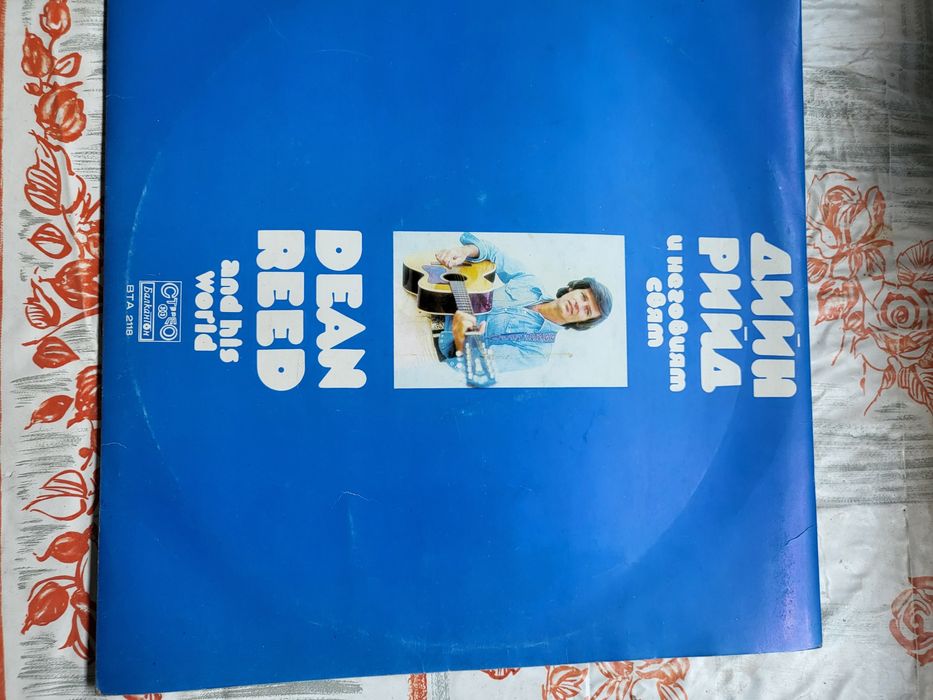 ДИЙН
РИЙД
и неговият
свят
DEAN
REED
and his
world
СТЕРЕО
Балкантон
ВТА 2118